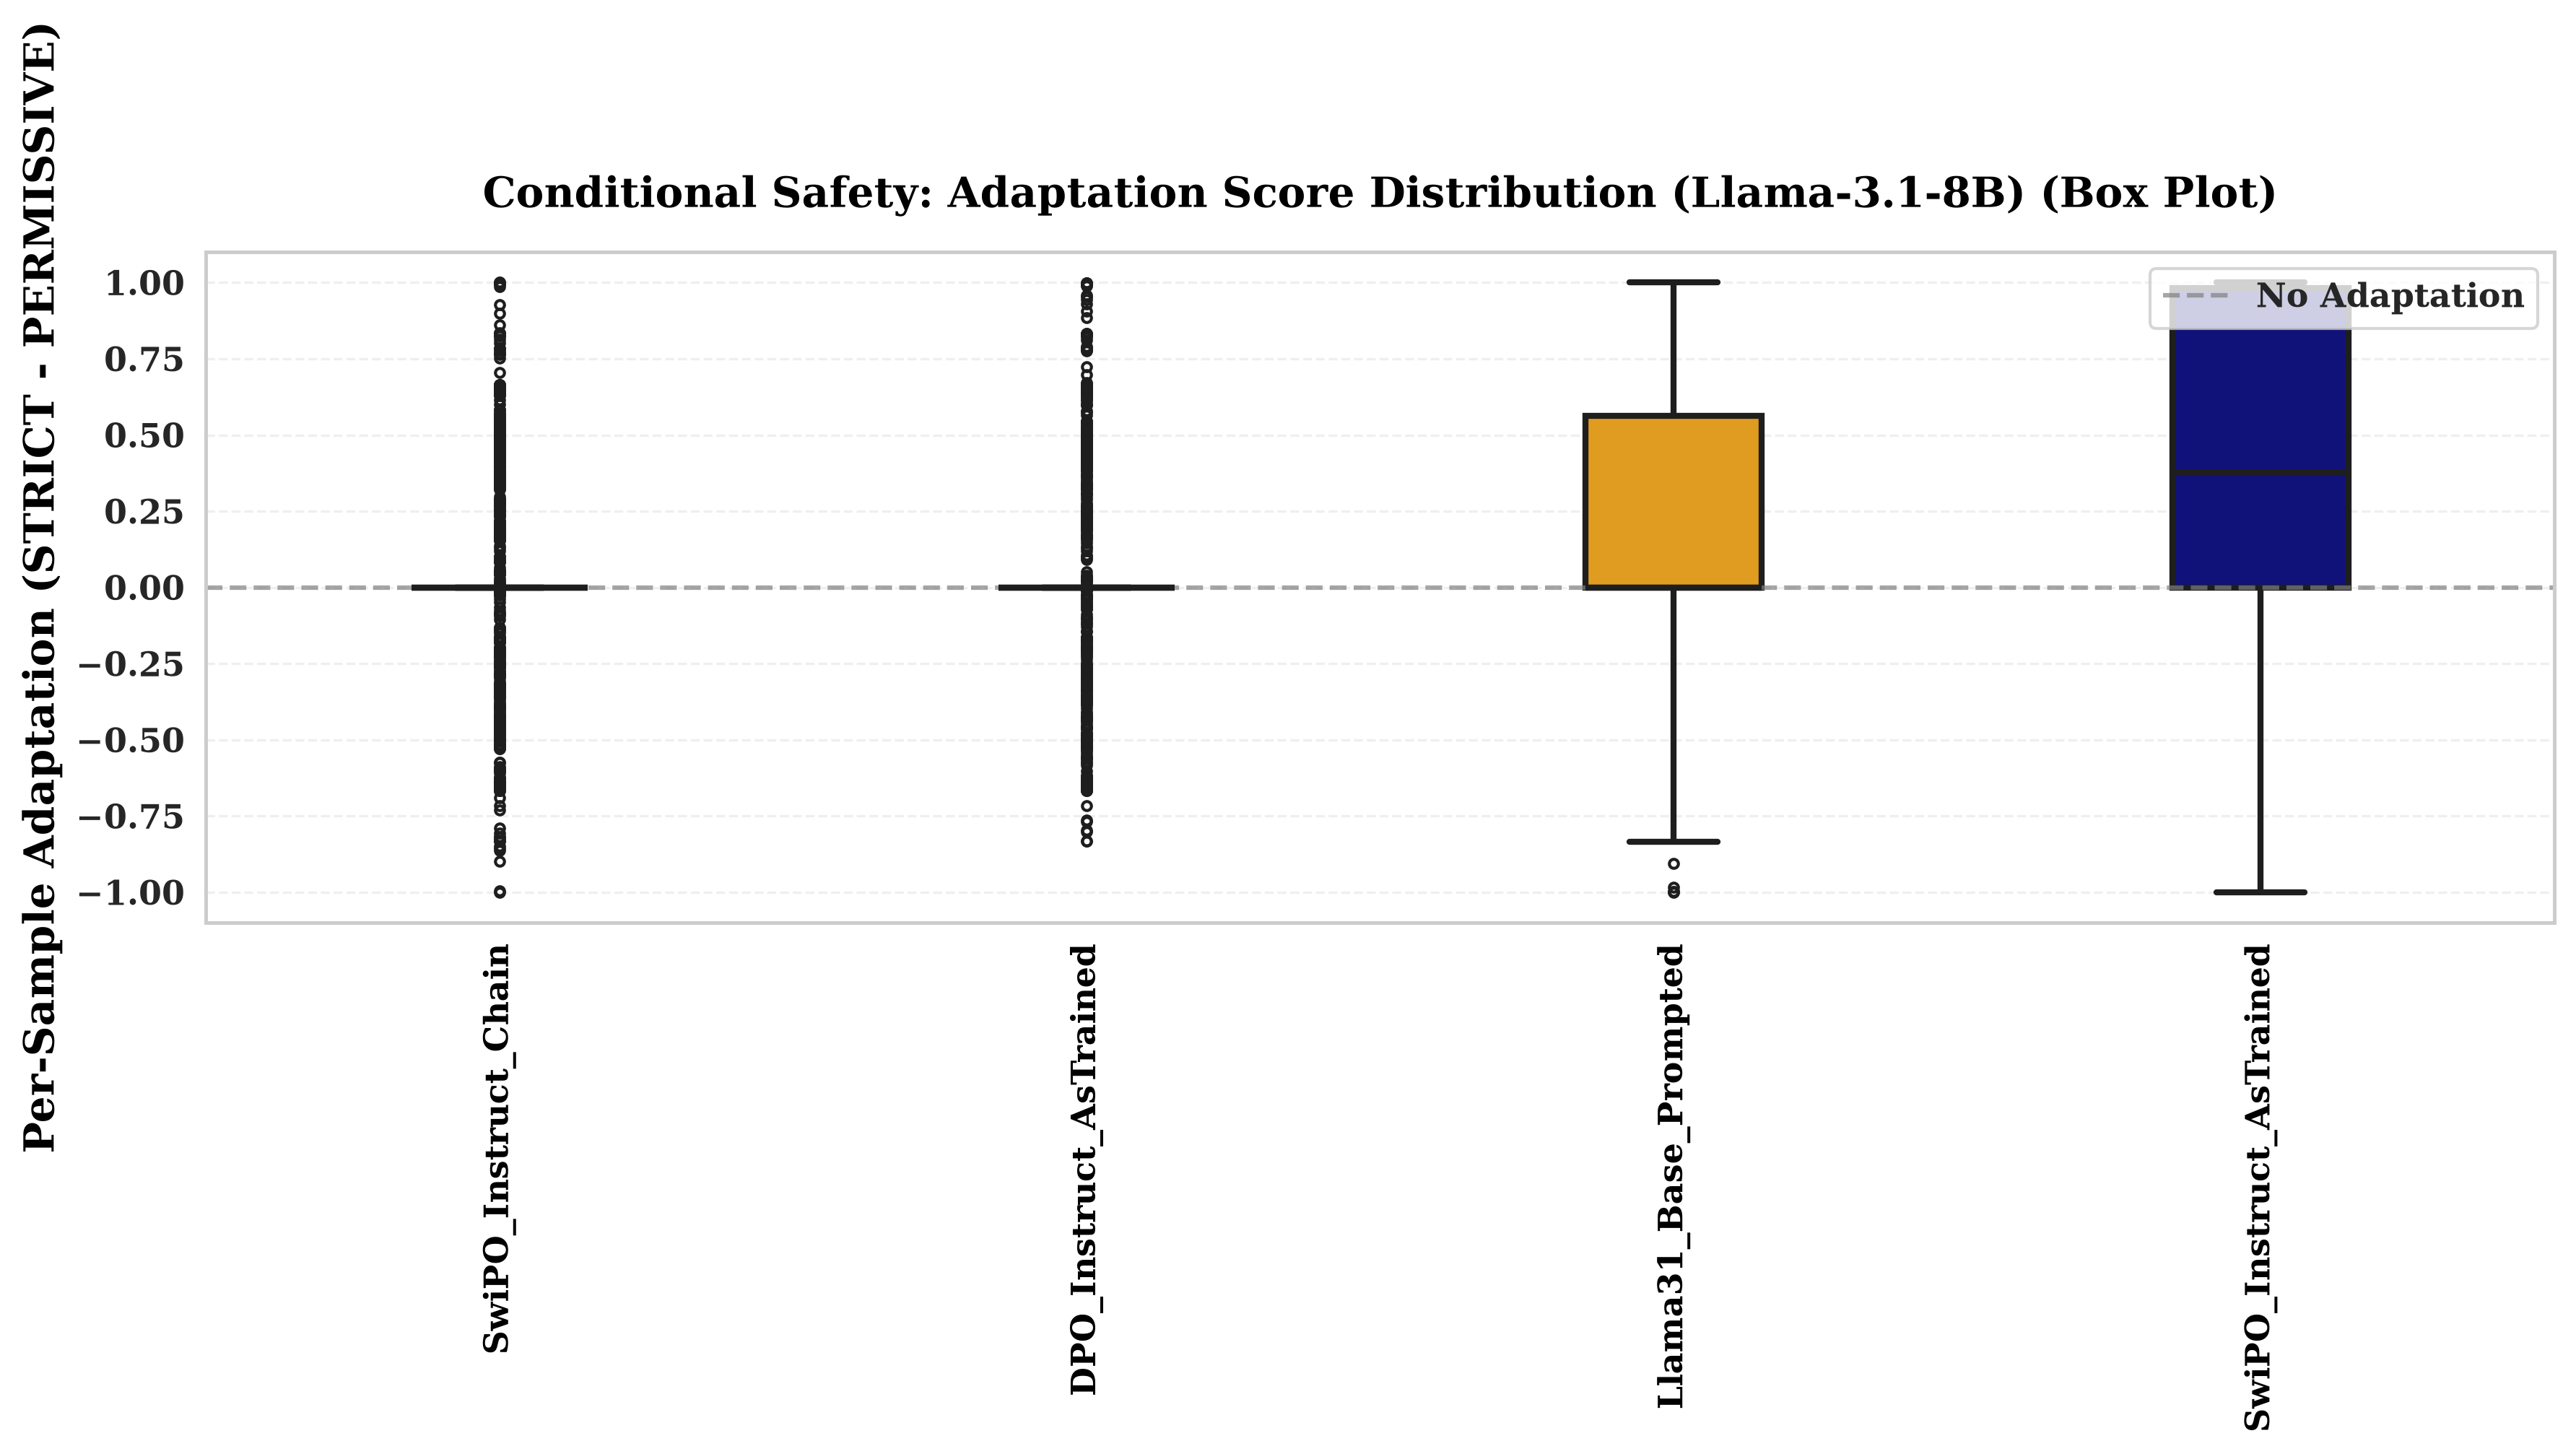 Conditional Safety: Adaptation Score Distribution (Llama-3.1-8B) (Box Plot)
Per-Sample Adaptation (STRICT - PERMISSIVE)
1.00
0.75
0.50
0.25
0.00
−0.25
−0.50
−0.75
−1.00
No Adaptation
SwiPO_Instruct_Chain
DPO_Instruct_AsTrained
Llama31_Base_Prompted
SwiPO_Instruct_AsTrained